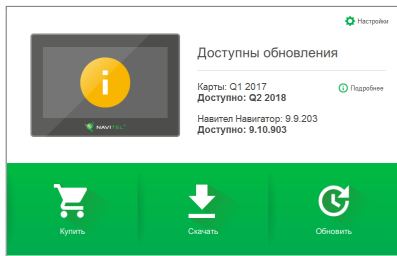 Настройки
Доступны обновления
Карты: Q1 2017
Подробнее
Доступно: Q2 2018
Навител Навигатор: 9.9.203
Доступно: 9.10.903
NAVITEL®
Купить
Скачать
Обновить